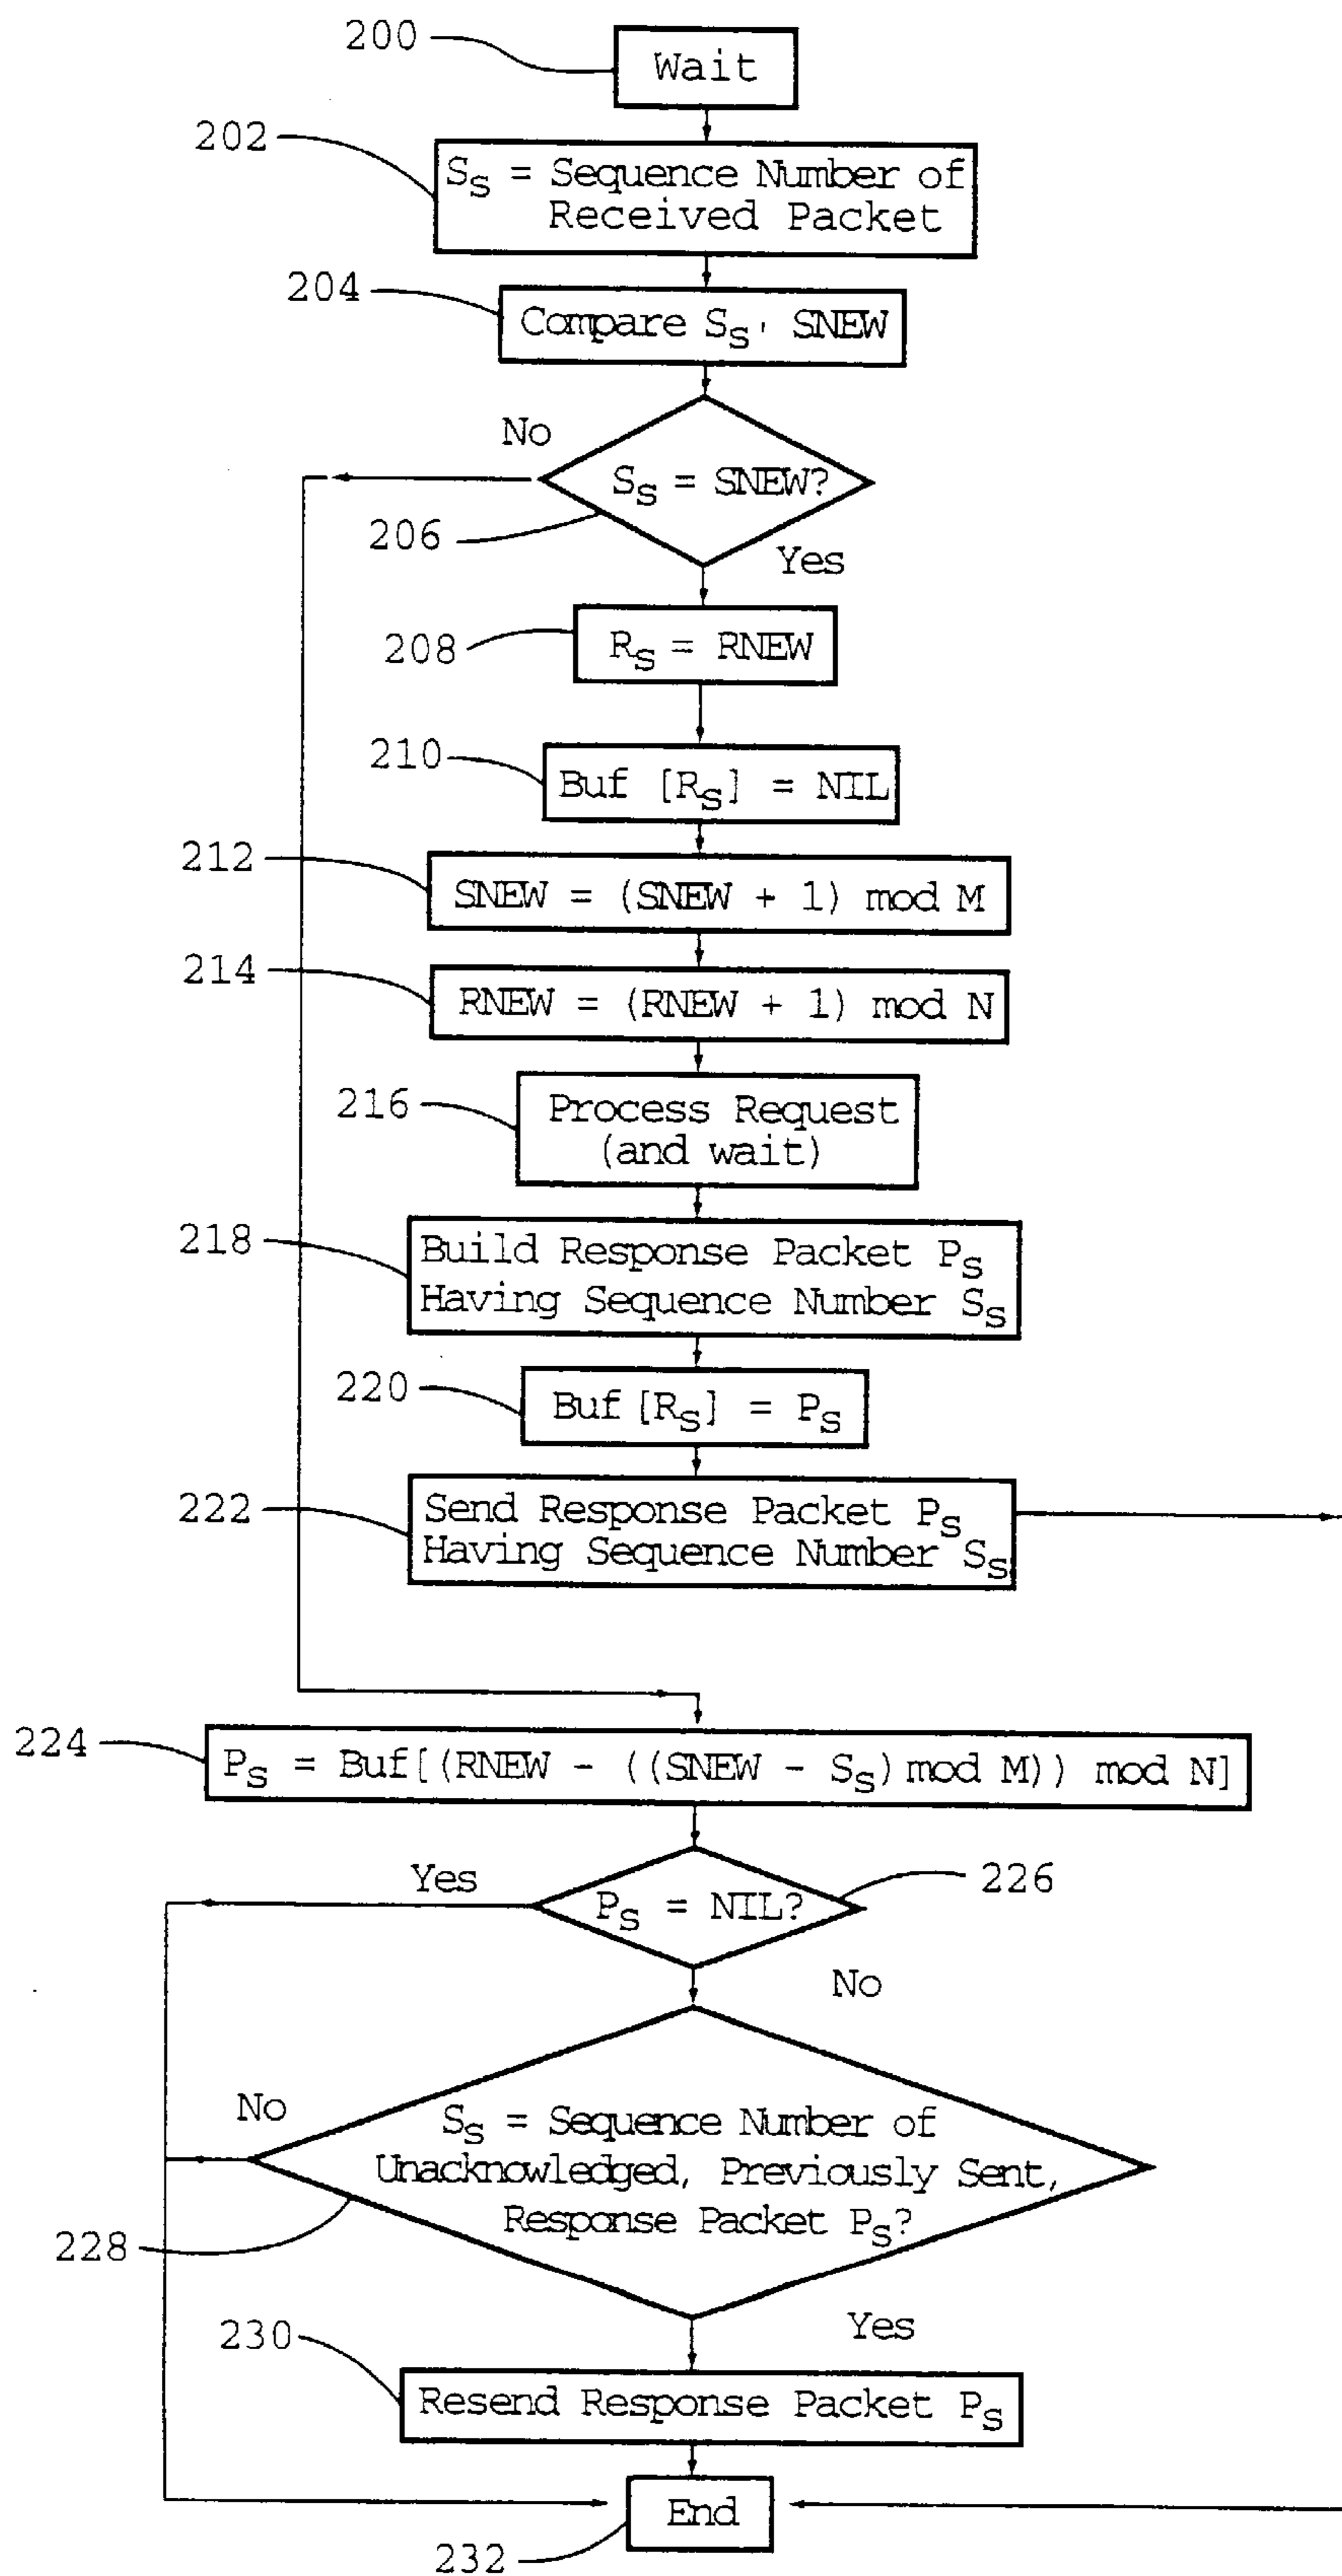 200
Wait
202
SS = Sequence Number of
Received Packet
204
Compare SS, SNEW
No
SS = SNEW?
206
Yes
208
RS = RNEW
210
Buf [RS] = NIL
212
SNEW = (SNEW + 1) mod M
214
RNEW = (RNEW + 1) mod N
216
Process Request
(and wait)
218
Build Response Packet PS
Having Sequence Number SS
220
Buf [RS] = PS
222
Send Response Packet PS
Having Sequence Number SS
224
PS = Buf[(RNEW - ((SNEW - SS) mod M)) mod N]
Yes
226
PS = NIL?
No
No
SS = Sequence Number of
Unacknowledged, Previously Sent,
Response Packet PS?
228
Yes
230
Resend Response Packet PS
End
232